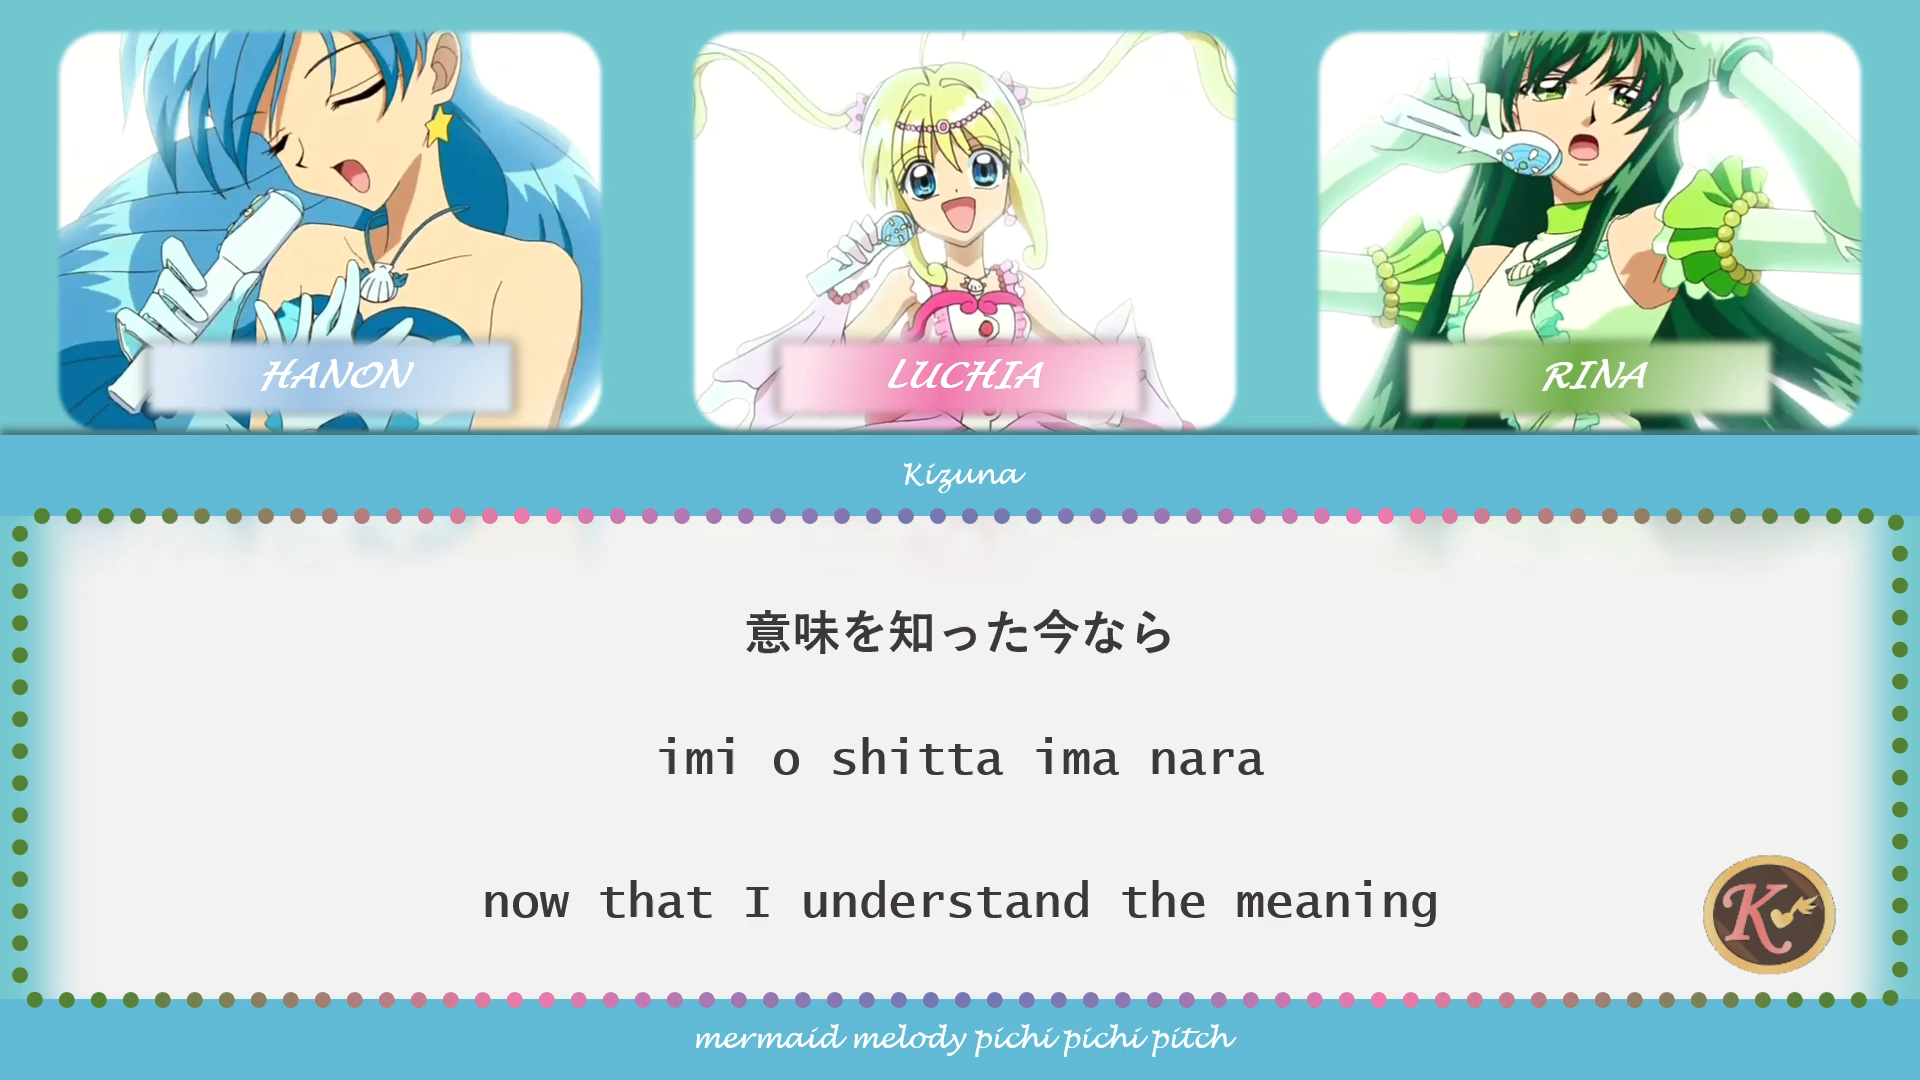 HANON
LUCHIA
RINA
Kizuna
意味を知った今なら
imi o shitta ima nara
now that I understand the meaning
K
mermaid melody pichi pichi pitch